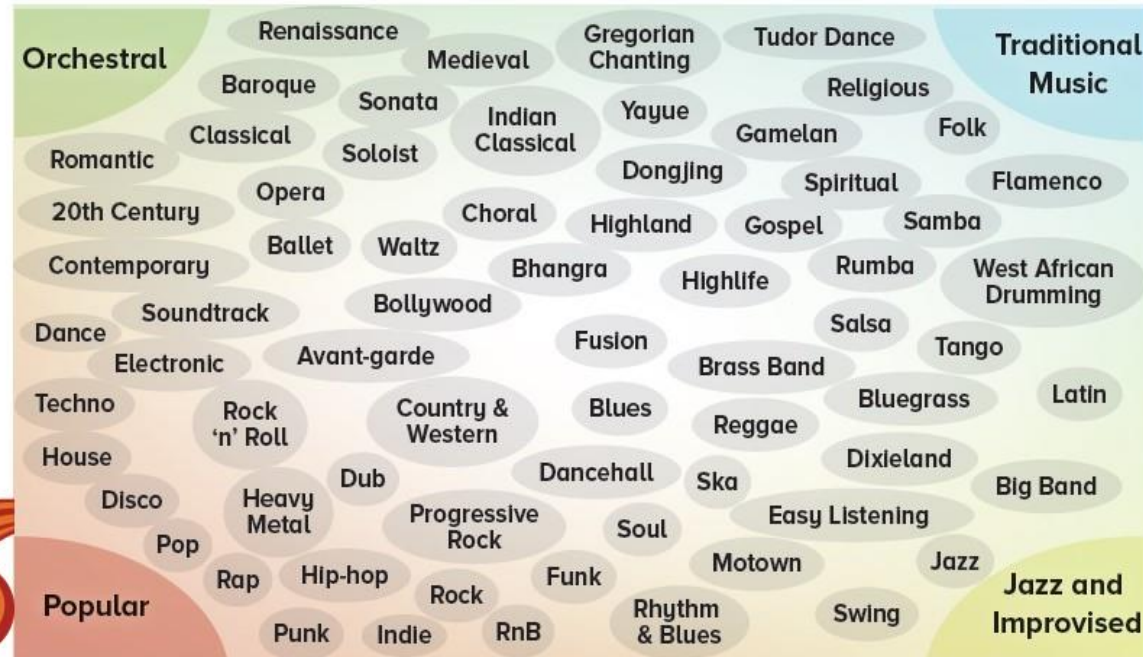 Orchestral
Renaissance
Medieval
Gregorian
Chanting
Tudor Dance
Traditional
Music
Baroque
Sonata
Indian
Classical
Yayue
Religious
Classical
Soloist
Gamelan
Folk
Romantic
Opera
Dongjing
Spiritual
Flamenco
20th Century
Choral
Highland
Gospel
Samba
Contemporary
Ballet
Waltz
Bhangra
Highlife
Rumba
West African
Drumming
Soundtrack
Bollywood
Dance
Electronic
Avant-garde
Fusion
Brass Band
Salsa
Tango
Techno
Rock
‘n’ Roll
Country &
Western
Blues
Reggae
Bluegrass
Latin
House
Dub
Dancehall
Ska
Dixieland
Big Band
Disco
Heavy
Metal
Progressive
Rock
Soul
Easy Listening
Pop
Rap
Hip-hop
Rock
Funk
Motown
Jazz
Popular
Punk
Indie
RnB
Rhythm
& Blues
Swing
Jazz and
Improvised